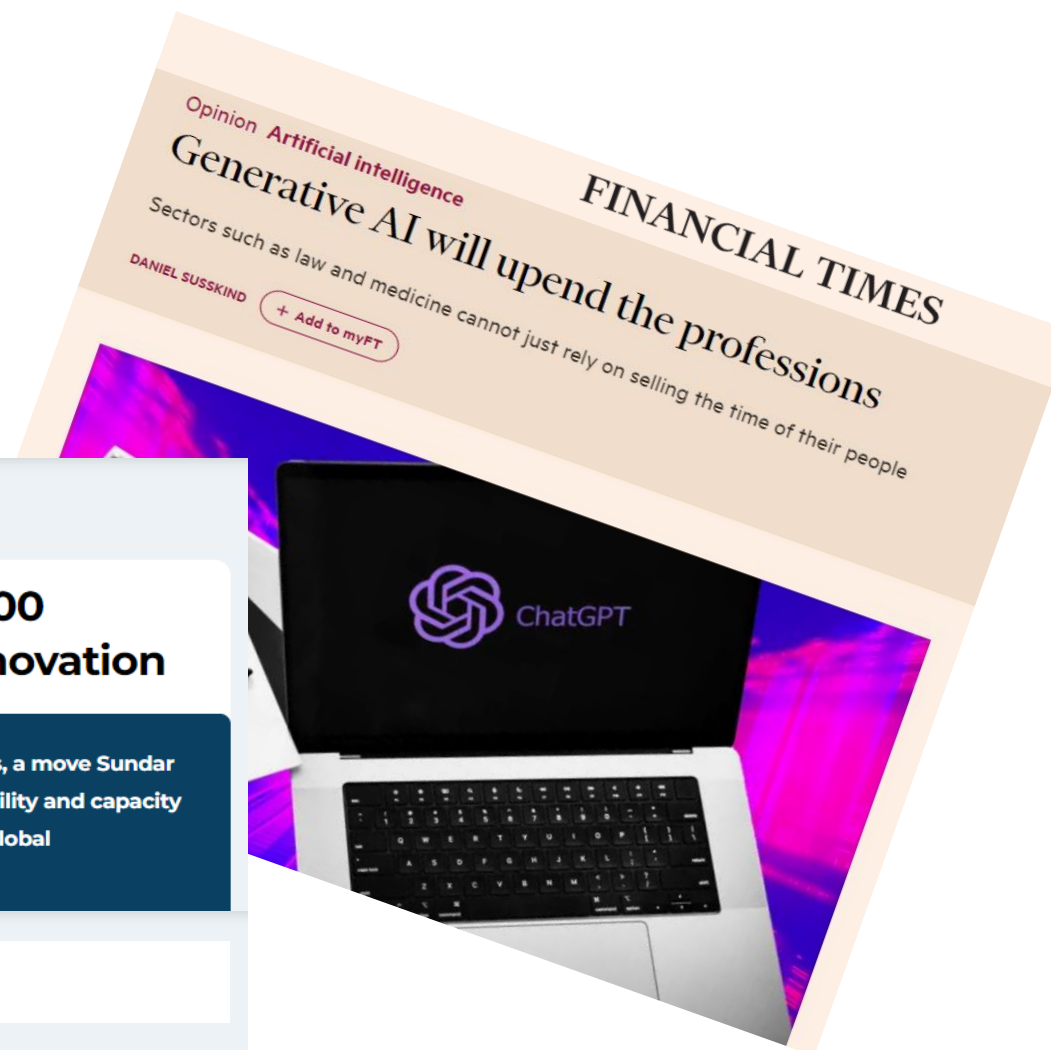 Opinion Artificial intelligence
FINANCIAL TIMES
Generative AI will upend the professions
Sectors such as law and medicine cannot just rely on selling the time of their people
DANIEL SUSSKIND
+ Add to myFT
ChatGPT
00
novation
s, a move Sundar
ility and capacity
lobal